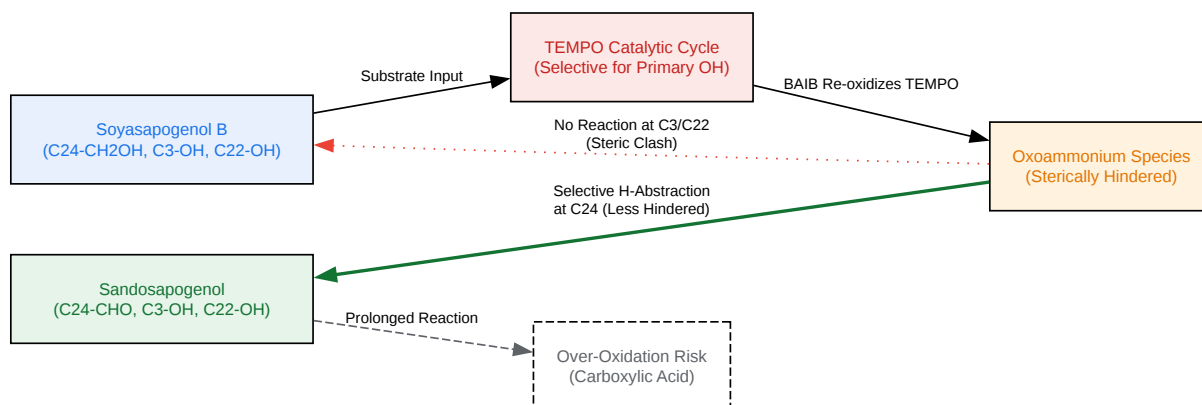 TEMPO Catalytic Cycle
(Selective for Primary OH)
Substrate Input
BAIB Re-oxidizes TEMPO
Soyasapogenol B
(C24-CH2OH, C3-OH, C22-OH)
No Reaction at C3/C22
(Steric Clash)
Oxoammonium Species
(Sterically Hindered)
Selective H-Abstraction
at C24 (Less Hindered)
Sandosapogenol
(C24-CHO, C3-OH, C22-OH)
Prolonged Reaction
Over-Oxidation Risk
(Carboxylic Acid)